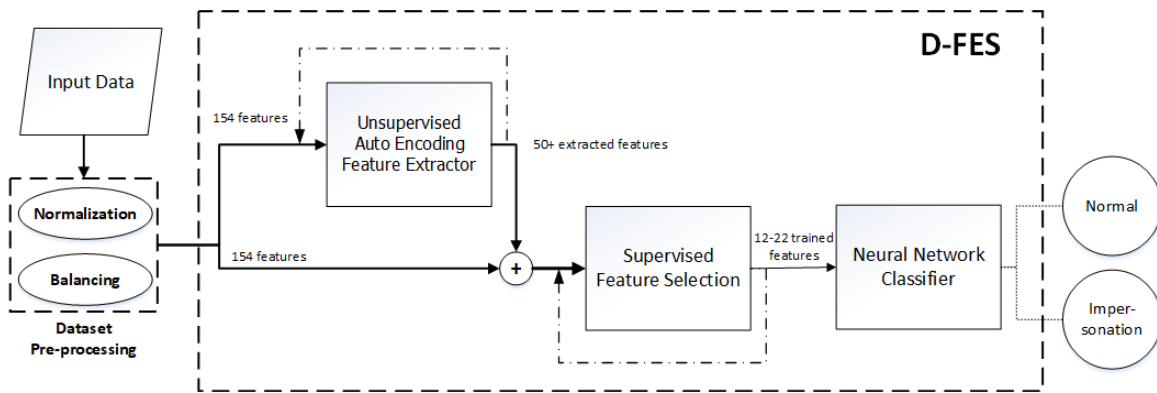 D-FES
Input Data
154 features
Unsupervised
Auto Encoding
Feature Extractor
50+ extracted features
Normalization
Balancing
Dataset
Pre-processing
154 features
+
Supervised
Feature Selection
12-22 trained
features
Neural Network
Classifier
Normal
Imper-
sonation